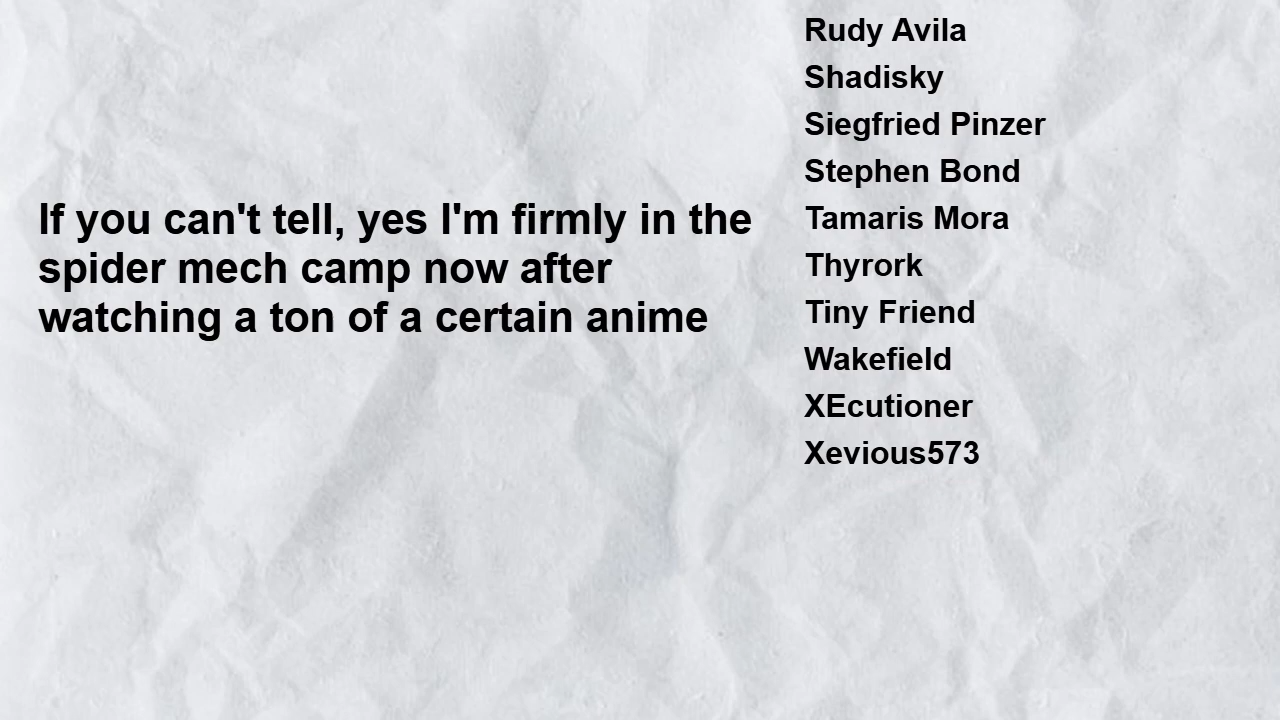 If you can't tell, yes I'm firmly in the
spider mech camp now after
watching a ton of a certain anime
Rudy Avila
Shadisky
Siegfried Pinzer
Stephen Bond
Tamaris Mora
Thyrork
Tiny Friend
Wakefield
XEcutioner
Xevious573